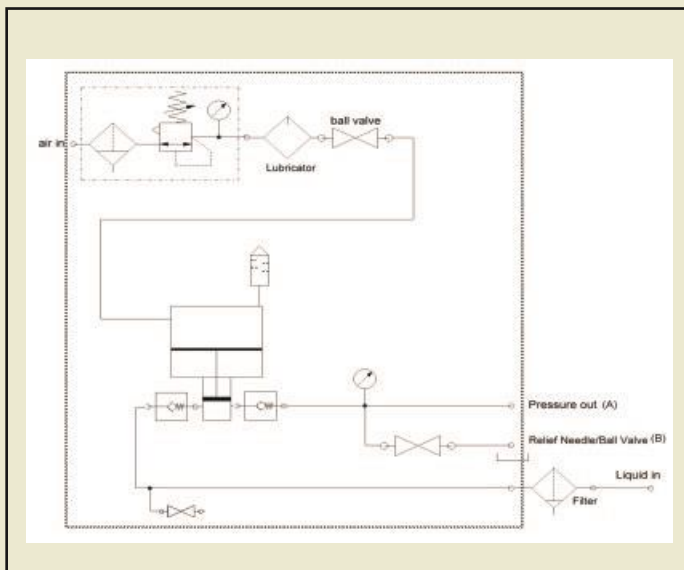 air in
ball valve
Lubricator
Pressure out (A)
Relief Needle/Ball Valve (B)
Liquid in
Filter